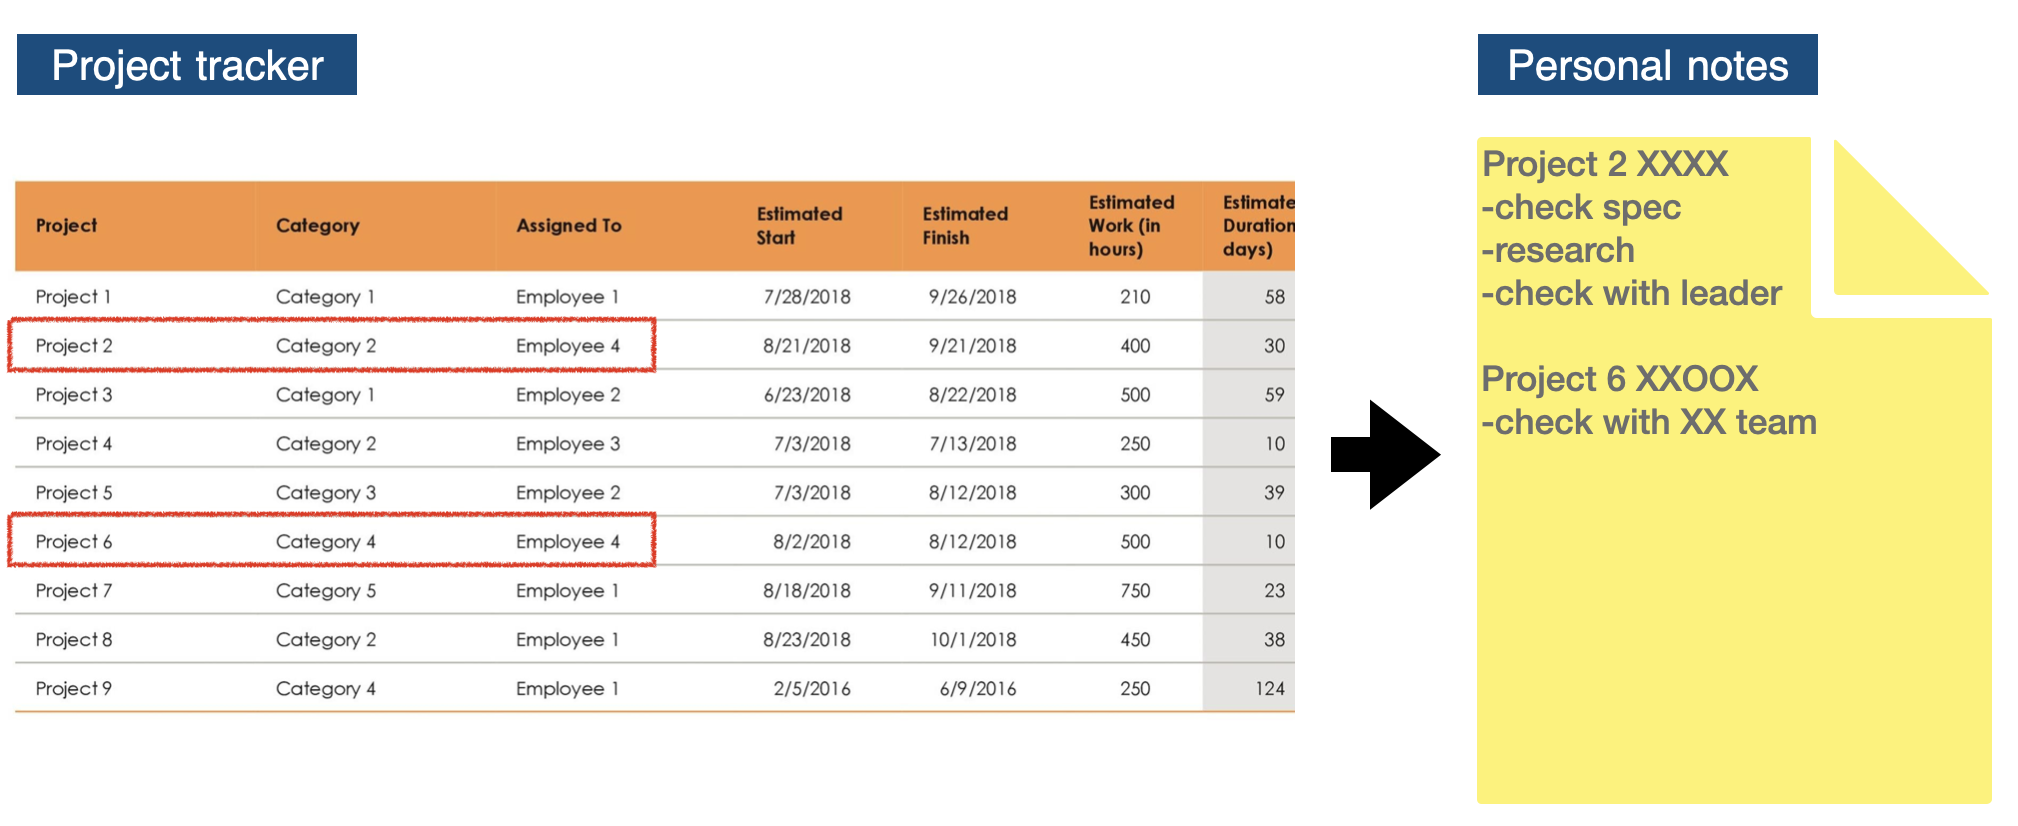 Project tracker
Personal notes
Project Category Assigned To Estimated Start Estimated Finish Estimated Work (in hours) Estimate Duration days)
Project 1 Category 1 Employee 1 7/28/2018 9/26/2018 210 58
Project 2 Category 2 Employee 4 8/21/2018 9/21/2018 400 30
Project 3 Category 1 Employee 2 6/23/2018 8/22/2018 500 59
Project 4 Category 2 Employee 3 7/3/2018 7/13/2018 250 10
Project 5 Category 3 Employee 2 7/3/2018 8/12/2018 300 39
Project 6 Category 4 Employee 4 8/2/2018 8/12/2018 500 10
Project 7 Category 5 Employee 1 8/18/2018 9/11/2018 750 23
Project 8 Category 2 Employee 1 8/23/2018 10/1/2018 450 38
Project 9 Category 4 Employee 1 2/5/2016 6/9/2016 250 124
Project 2 XXXX
-check spec
-research
-check with leader
Project 6 XXOOX
-check with XX team